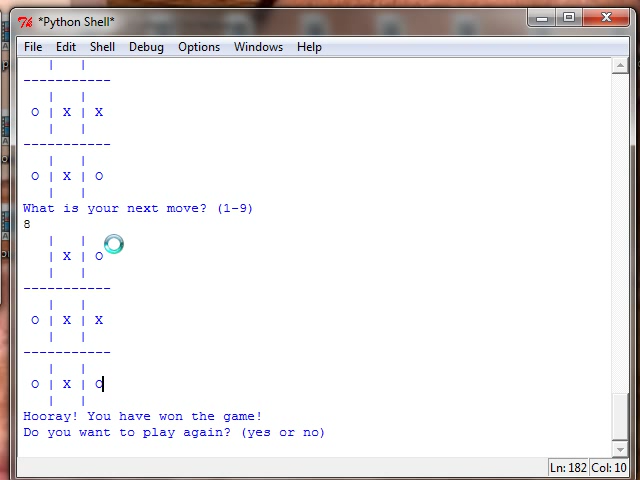 *Python Shell*
File Edit Shell Debug Options Windows Help
| |
-----------
| |
O | X | X
| |
-----------
| |
O | X | O
| |
What is your next move? (1-9)
8
| |
| X | O
| |
-----------
| |
O | X | X
| |
-----------
| |
O | X | O
| |
Hooray! You have won the game!
Do you want to play again? (yes or no)
Ln: 182 Col: 10